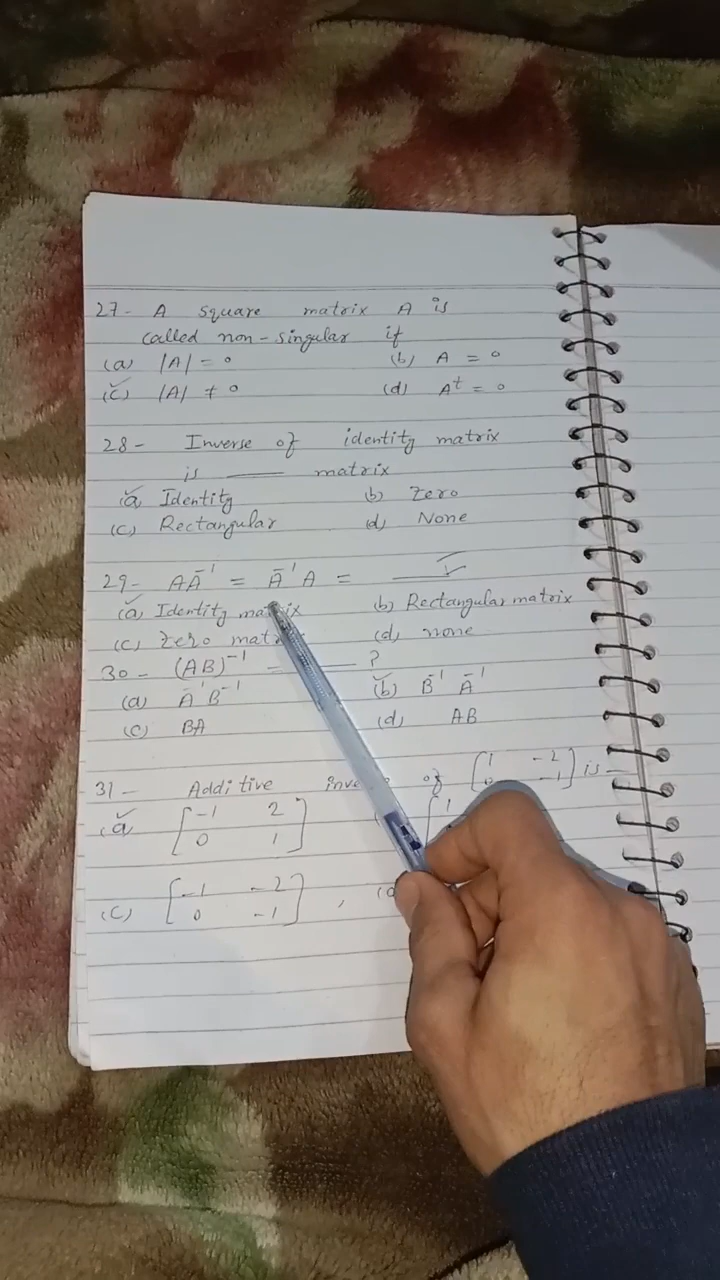 27- A square matrix A is
called non-singular if
(a) |A| = 0 (b) A = 0
(c) |A| ≠ 0 (d) Aᵗ = 0
28- Inverse of identity matrix
is ____ matrix
(a) Identity (b) Zero
(c) Rectangular (d) None
29- AA⁻¹ = A⁻¹A = ____
(a) Identity matrix (b) Rectangular matrix
(c) Zero (d) none
30- (AB)⁻¹ = ____ ?
(a) A⁻¹B⁻¹ (b) B⁻¹ A⁻¹
(c) BA (d) AB
31- Additive of [1 -2 is
-1]
(a) [-1 2 [1
0 1]
(c) [-1 -2 ,
0 -1]